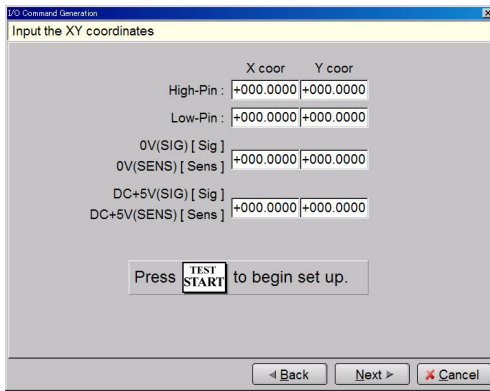 I/O Command Generation
Input the XY coordinates
X coor Y coor
High-Pin : +000.0000 +000.0000
Low-Pin : +000.0000 +000.0000
0V(SIG) [ Sig ]
0V(SENS) [ Sens ] +000.0000 +000.0000
DC+5V(SIG) [ Sig ]
DC+5V(SENS) [ Sens ] +000.0000 +000.0000
Press TEST START to begin set up.
Back Next Cancel